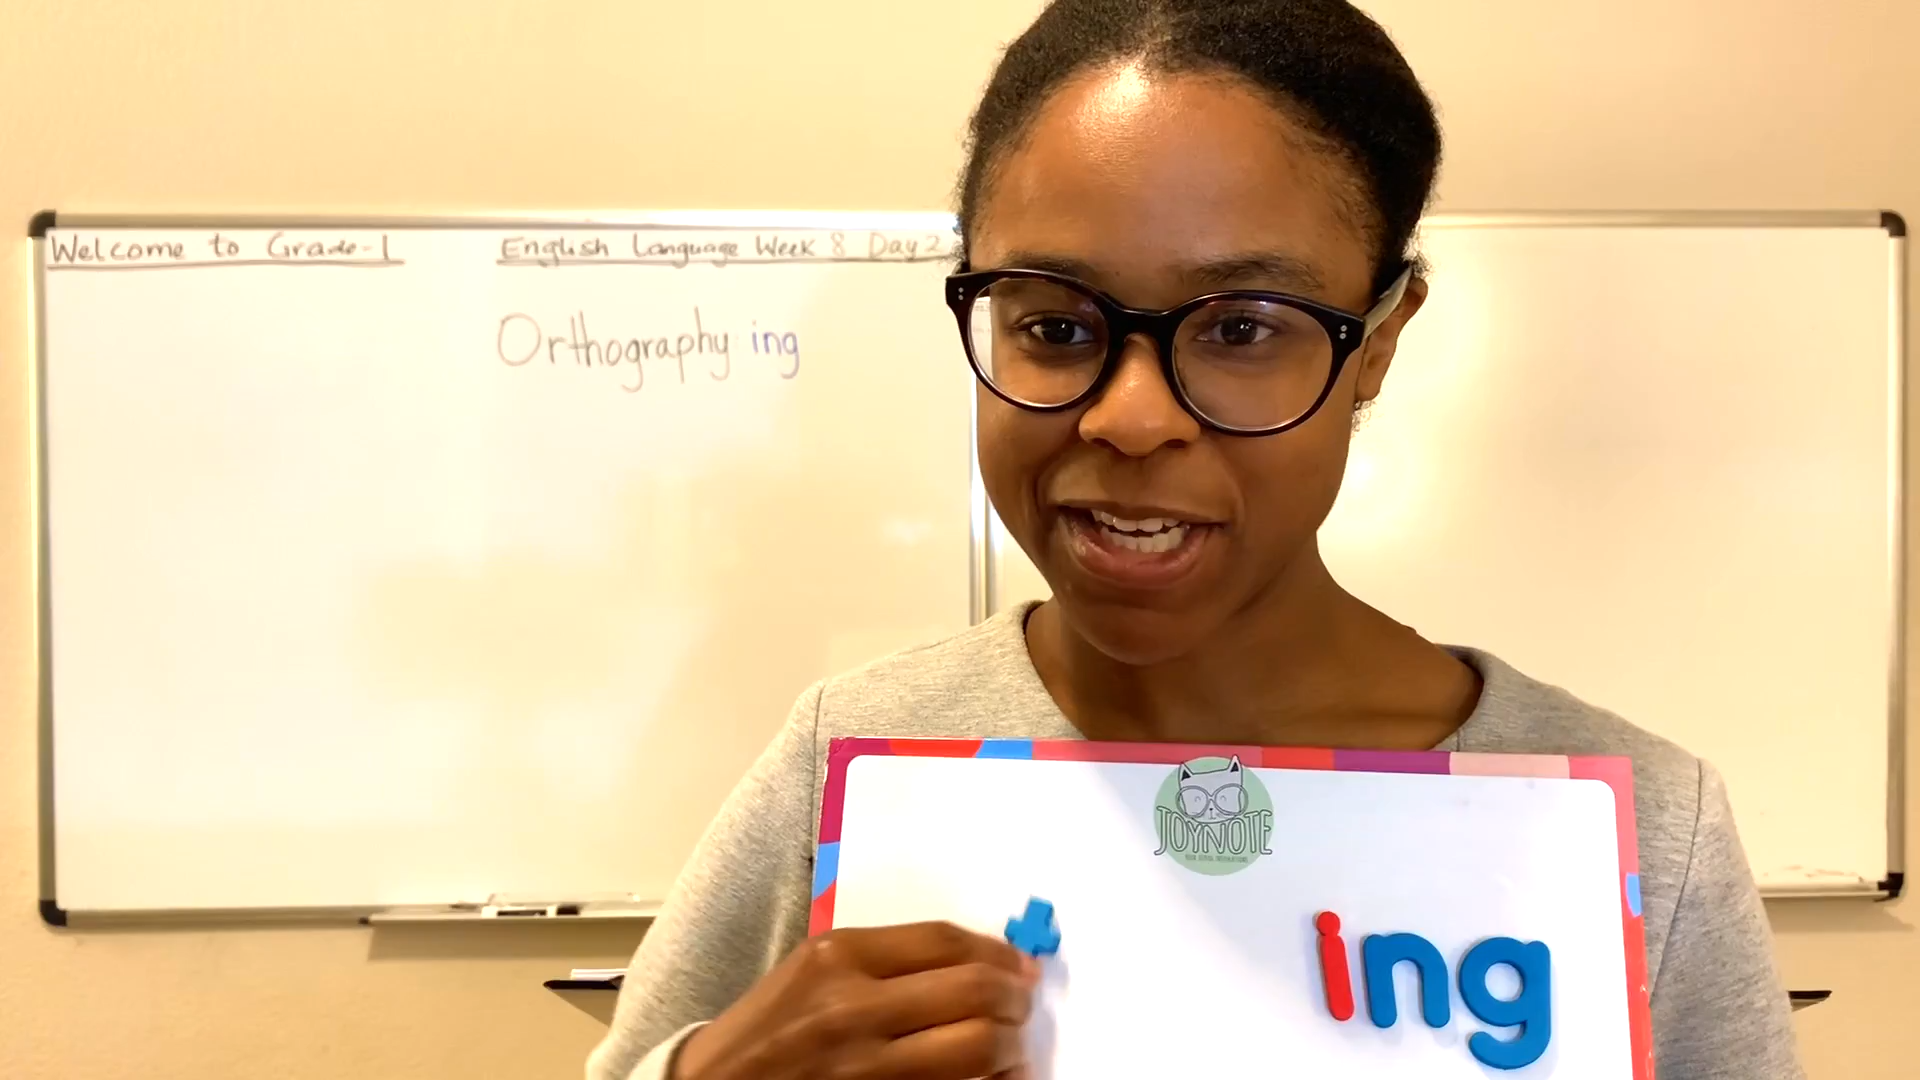 Welcome to Grade-1
English Language Week 8 Day 2
Orthography ing
JOYNOTE
t ing